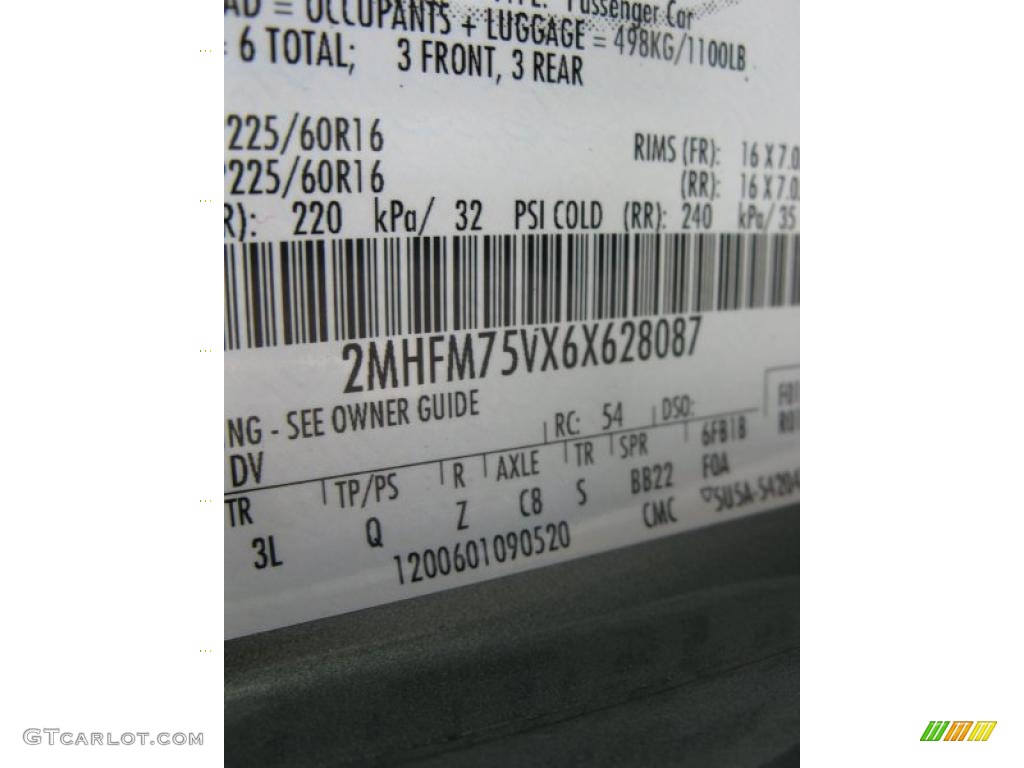 AD = OCCUPANTS + LUGGAGE = 498KG/1100LB
Passenger Car
= 6 TOTAL; 3 FRONT, 3 REAR
225/60R16 RIMS (FR): 16 X 7.0
P225/60R16 (RR): 16 X 7.0
R): 220 kPa/ 32 PSI COLD (RR): 240 kPa/ 35
2MHFM75VX6X628087
NG - SEE OWNER GUIDE
RC: 54 DSO:
DV 6FB1B
TR TP/PS R AXLE TR SPR FOA
3L Q Z C8 S BB22
1200601090520 CMC
GTCARLOT.COM